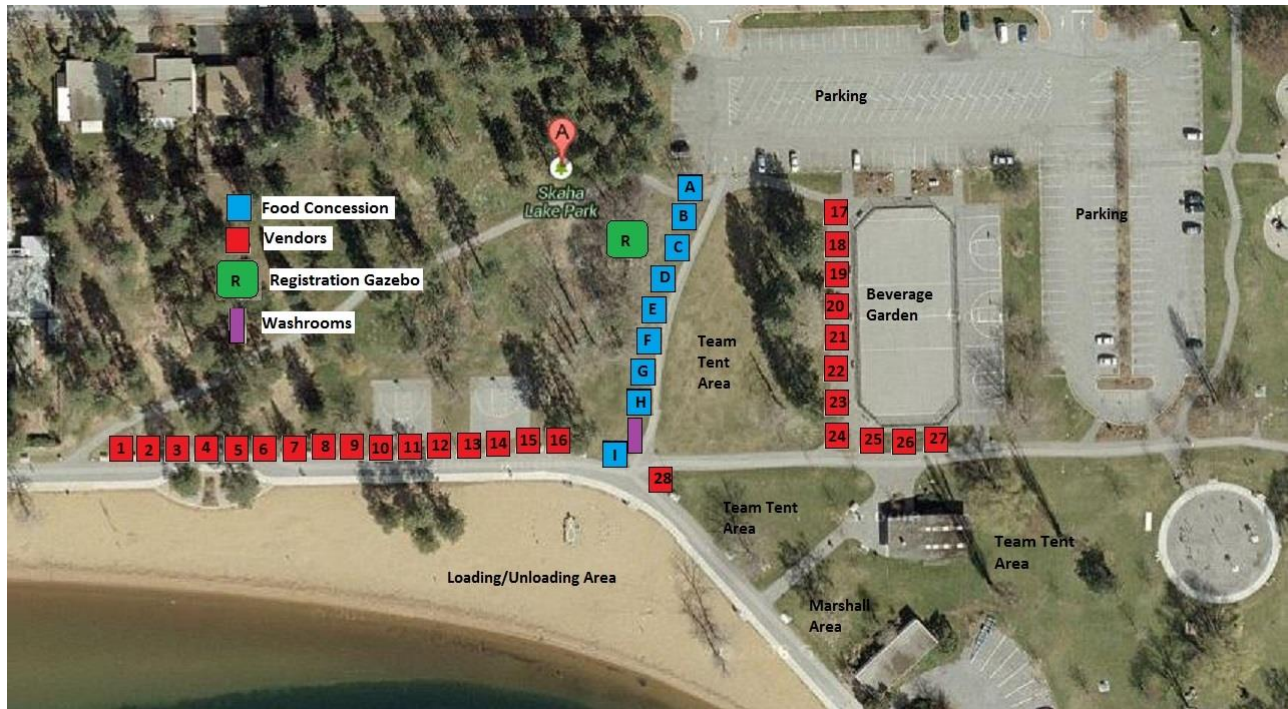 Parking
A
Skaha
Lake Park
A
B
C
D
E
F
G
H
I
R
Food Concession
Vendors
R
Registration Gazebo
Washrooms
Parking
17
18
19
20
21
22
23
24
25
26
27
28
Beverage
Garden
Team
Tent
Area
1
2
3
4
5
6
7
8
9
10
11
12
13
14
15
16
Team Tent
Area
Team Tent
Area
Loading/Unloading Area
Marshall
Area